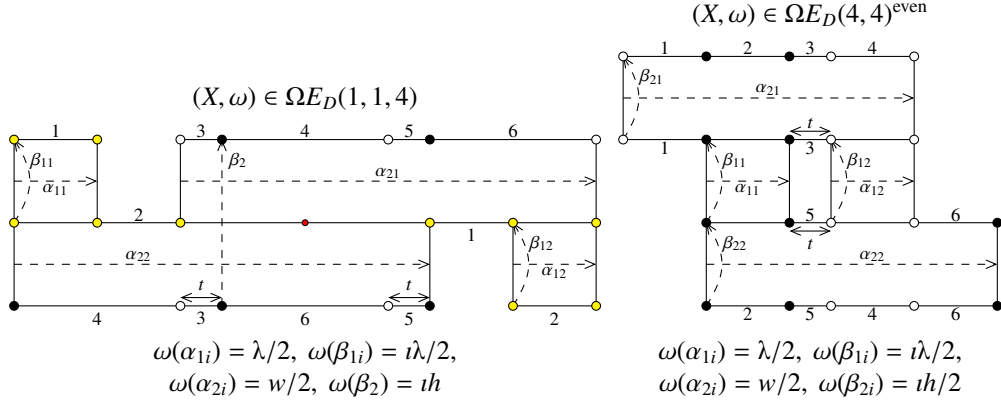 (X, ω) ∈ ΩE_D(1, 1, 4)
1
3
4
5
6
β₁₁
α₁₁
β₂
α₂₁
2
1
α₂₂
β₁₂
α₁₂
t
t
4
3
6
5
2
ω(α₁ᵢ) = λ/2, ω(β₁ᵢ) = ıλ/2,
ω(α₂ᵢ) = w/2, ω(β₂) = ıh
(X, ω) ∈ ΩE_D(4, 4)^even
1
2
3
4
β₂₁
α₂₁
t
1
3
β₁₁
α₁₁
β₁₂
α₁₂
5
6
t
β₂₂
α₂₂
2
5
4
6
ω(α₁ᵢ) = λ/2, ω(β₁ᵢ) = ıλ/2,
ω(α₂ᵢ) = w/2, ω(β₂ᵢ) = ıh/2